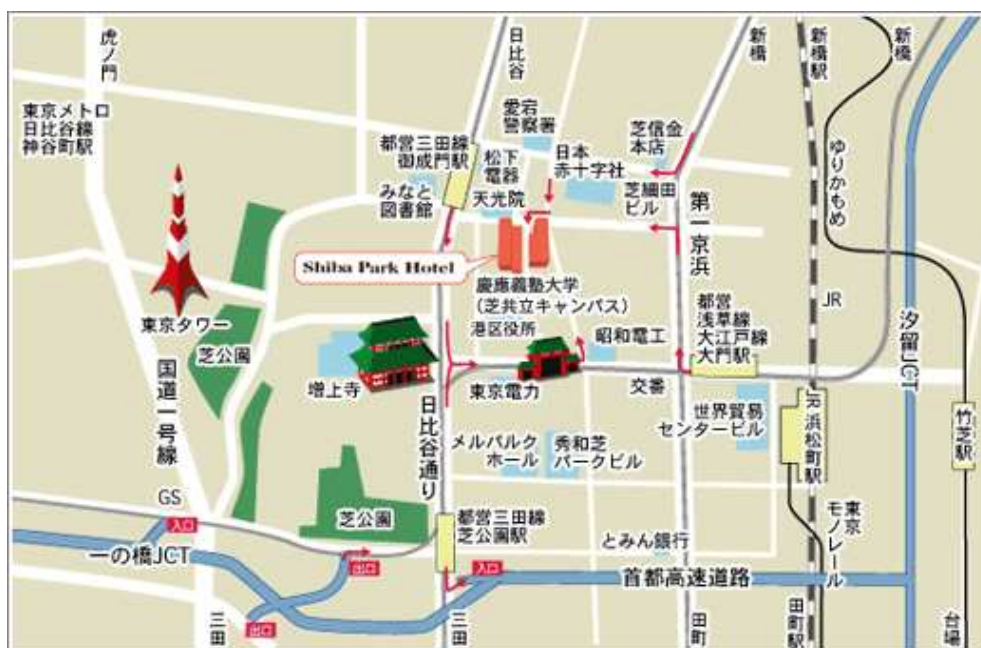 虎ノ門
日比谷
新橋
新橋駅
新橋
東京メトロ
日比谷線
神谷町駅
都営三田線
御成門駅
愛宕
警察署
松下
電器
日本
赤十字社
芝信金
本店
ゆりかもめ
みなと
図書館
天光院
芝細田
ビル
第一京浜
Shiba Park Hotel
慶應義塾大学
(芝共立キャンパス)
港区役所
昭和電工
都営
浅草線
大江戸線
大門駅
JR
汐留JCT
東京タワー
芝公園
国道一号線
増上寺
日比谷通り
東京電力
交番
世界貿易
センタービル
JR浜松町駅
竹芝駅
メルパルク
ホール
秀和芝
パークビル
GS
入口
芝公園
都営三田線
芝公園駅
とみん銀行
東京
モノレール
一の橋JCT
出口
入口
首都高速道路
出口
三田
三田
田町
田町駅
台場